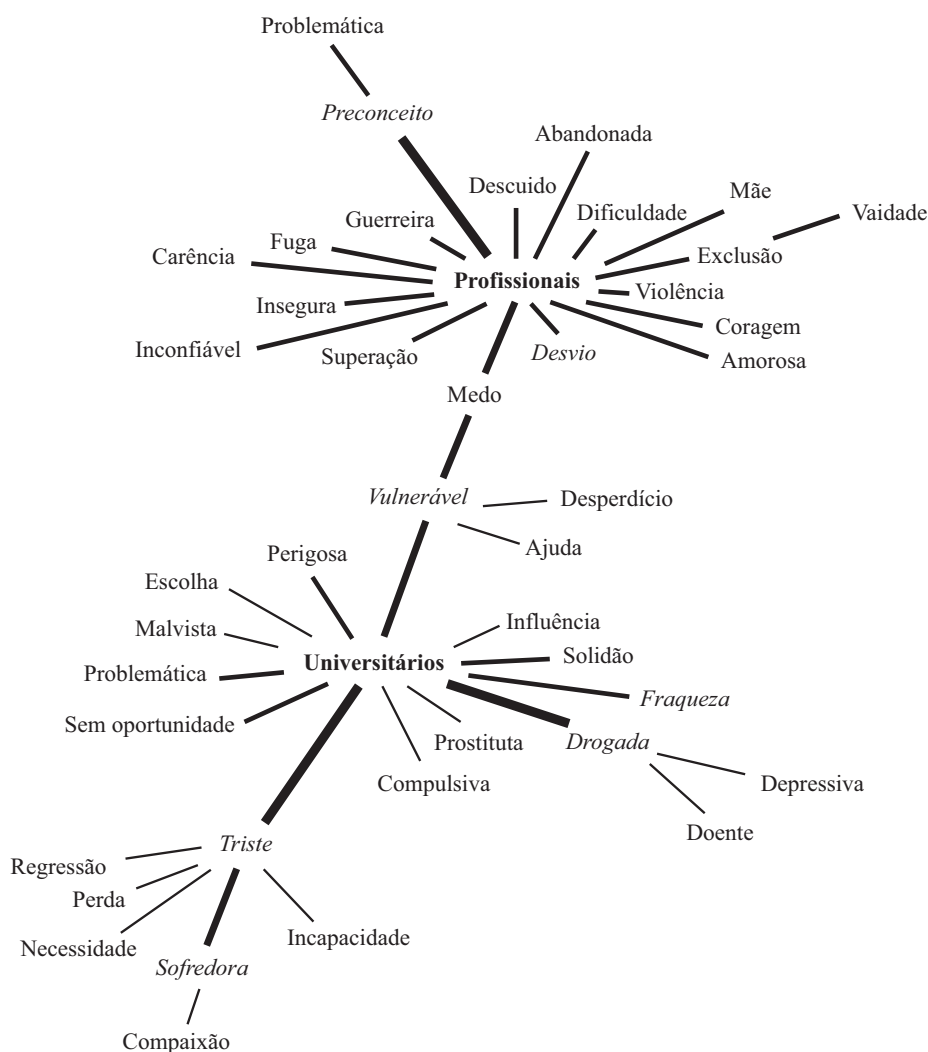 Problemática
Preconceito
Abandonada
Descuido
Mãe
Dificuldade
Vaidade
Guerreira
Fuga
Carência
Exclusão
Profissionais
Violência
Insegura
Coragem
Inconfiável
Superação
Desvio
Amorosa
Medo
Vulnerável
Desperdício
Ajuda
Perigosa
Escolha
Influência
Malvista
Universitários
Solidão
Problemática
Fraqueza
Sem oportunidade
Prostituta
Drogada
Compulsiva
Depressiva
Doente
Triste
Regressão
Perda
Incapacidade
Necessidade
Sofredora
Compaixão